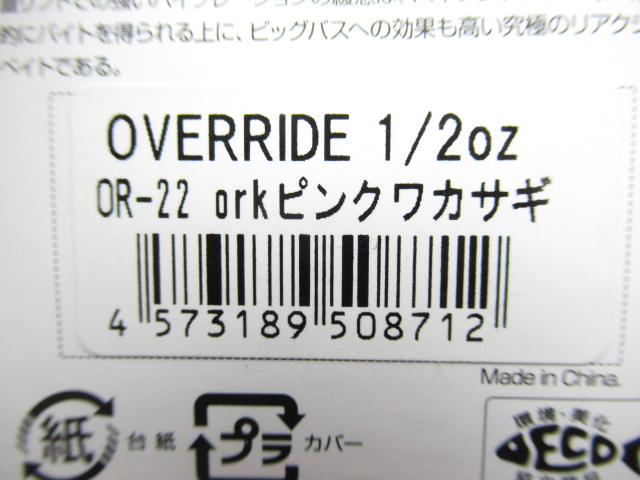 的にバイトを得られる上に、ビッグバスへの効果も高い究極のリアク
ベイトである。
OVERRIDE 1/2oz
OR-22 orkピンクワカサギ
4 573189 508712
Made in China.
紙 台紙 プラ カバー
環境・美化
ECO